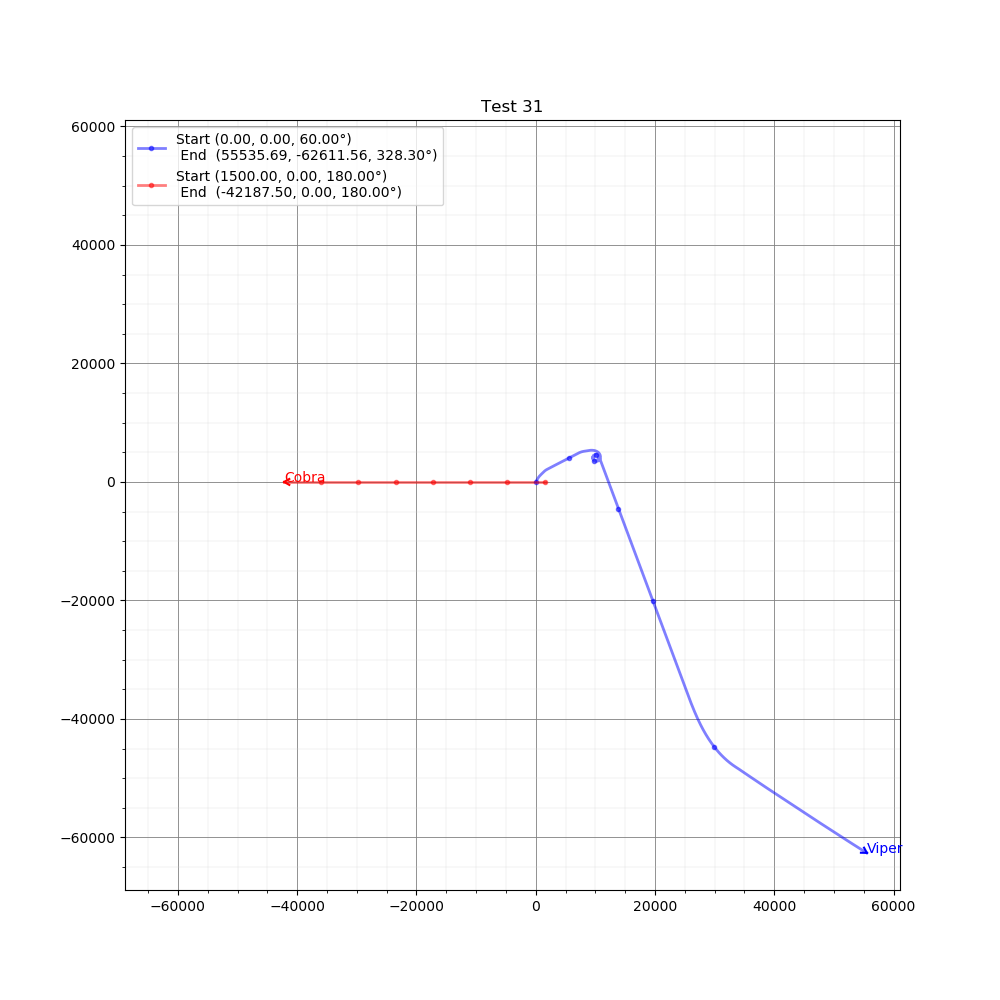 Test 31
Start (0.00, 0.00, 60.00°)
End  (55535.69, -62611.56, 328.30°)
Start (1500.00, 0.00, 180.00°)
End  (-42187.50, 0.00, 180.00°)
60000
40000
20000
0
−20000
−40000
−60000
Cobra
Viper
−60000
−40000
−20000
0
20000
40000
60000